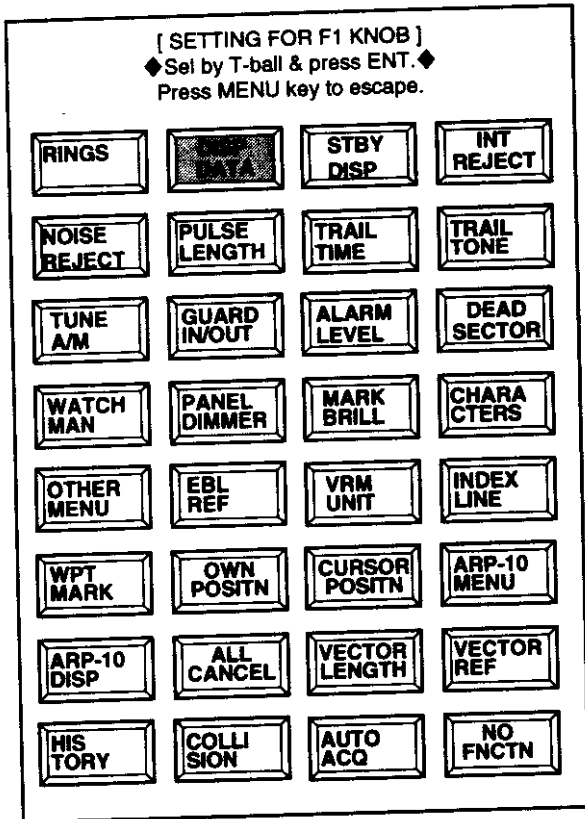 [ SETTING FOR F1 KNOB ]
◆Sel by T-ball & press ENT.◆
Press MENU key to escape.
RINGS
DISP
DATA
STBY
DISP
INT
REJECT
NOISE
REJECT
PULSE
LENGTH
TRAIL
TIME
TRAIL
TONE
TUNE
A/M
GUARD
IN/OUT
ALARM
LEVEL
DEAD
SECTOR
WATCH
MAN
PANEL
DIMMER
MARK
BRILL
CHARA
CTERS
OTHER
MENU
EBL
REF
VRM
UNIT
INDEX
LINE
WPT
MARK
OWN
POSITN
CURSOR
POSITN
ARP-10
MENU
ARP-10
DISP
ALL
CANCEL
VECTOR
LENGTH
VECTOR
REF
HIS
TORY
COLLI
SION
AUTO
ACQ
NO
FNCTN